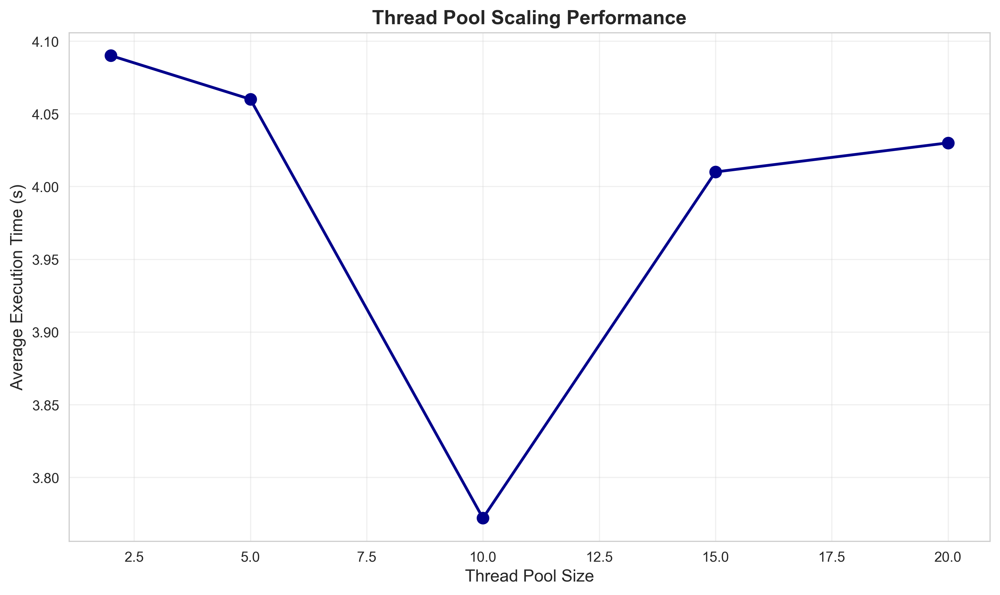 Thread Pool Scaling Performance
4.10
4.05
4.00
3.95
3.90
3.85
3.80
Average Execution Time (s)
2.5 5.0 7.5 10.0 12.5 15.0 17.5 20.0
Thread Pool Size